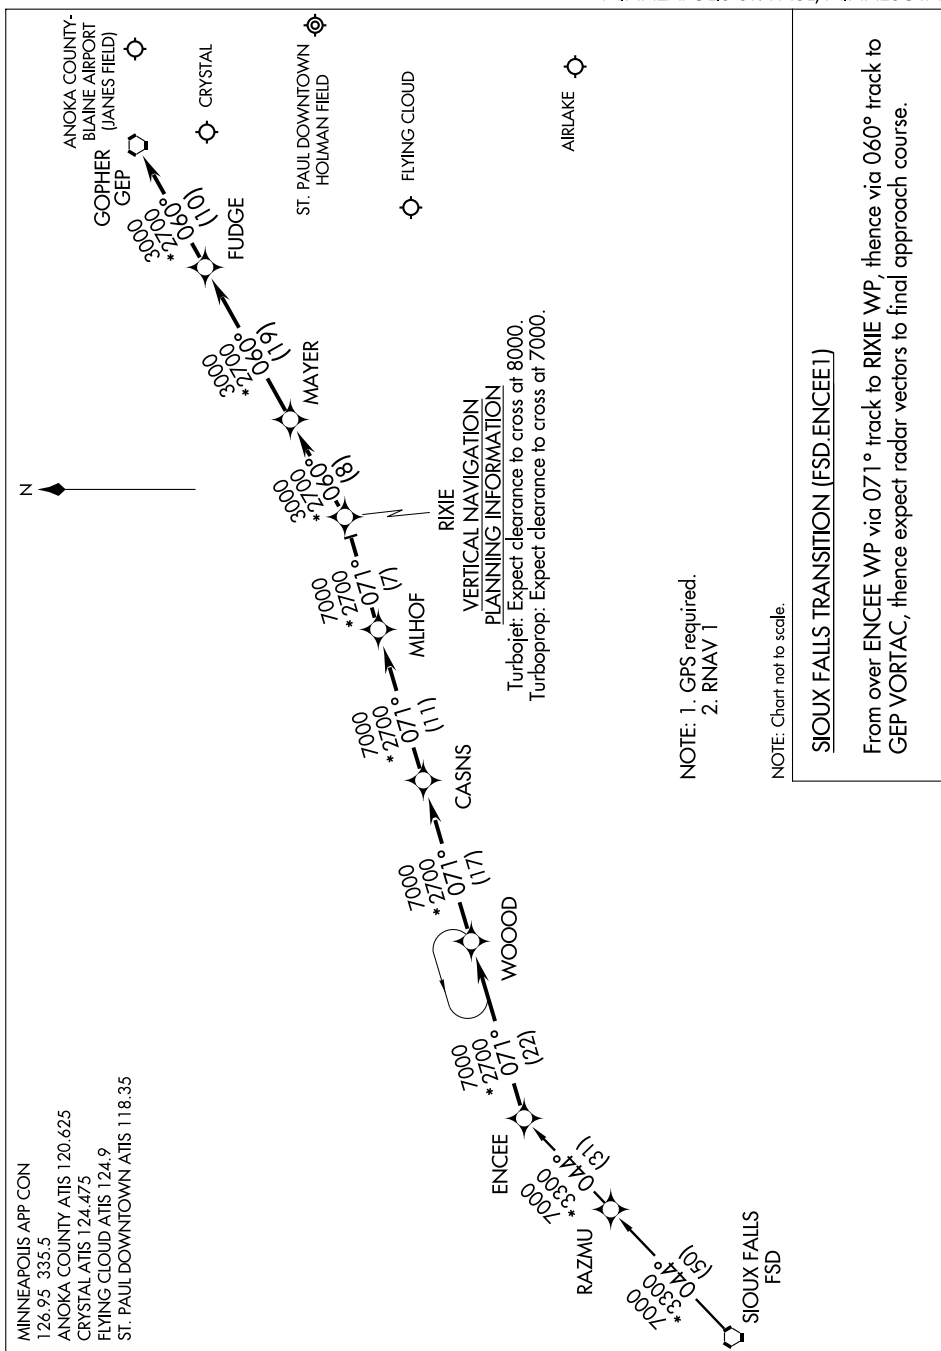 MINNEAPOLIS APP CON
126.95 335.5
ANOKA COUNTY ATIS 120.625
CRYSTAL ATIS 124.475
FLYING CLOUD ATIS 124.9
ST. PAUL DOWNTOWN ATIS 118.35
N
ANOKA COUNTY-
BLAINE AIRPORT
(JANES FIELD)
GOPHER
GEP
CRYSTAL
ST. PAUL DOWNTOWN
HOLMAN FIELD
FLYING CLOUD
AIRLAKE
3000
*2700
060°
(10)
FUDGE
3000
*2700
060°
(19)
MAYER
3000
*2700
060°
(8)
RIXIE
VERTICAL NAVIGATION
PLANNING INFORMATION
Turbojet: Expect clearance to cross at 8000.
Turboprop: Expect clearance to cross at 7000.
7000
*2700
071°
(7)
MLHOF
7000
*2700
071°
(11)
CASNS
7000
*2700
071°
(17)
WOOOD
7000
*2700
071°
(22)
ENCEE
7000
*3300
044°
(31)
RAZMU
7000
*3300
044°
(50)
SIOUX FALLS
FSD
NOTE: 1. GPS required.
2. RNAV 1
NOTE: Chart not to scale.
SIOUX FALLS TRANSITION (FSD.ENCEE1)
From over ENCEE WP via 071° track to RIXIE WP, thence via 060° track to
GEP VORTAC, thence expect radar vectors to final approach course.